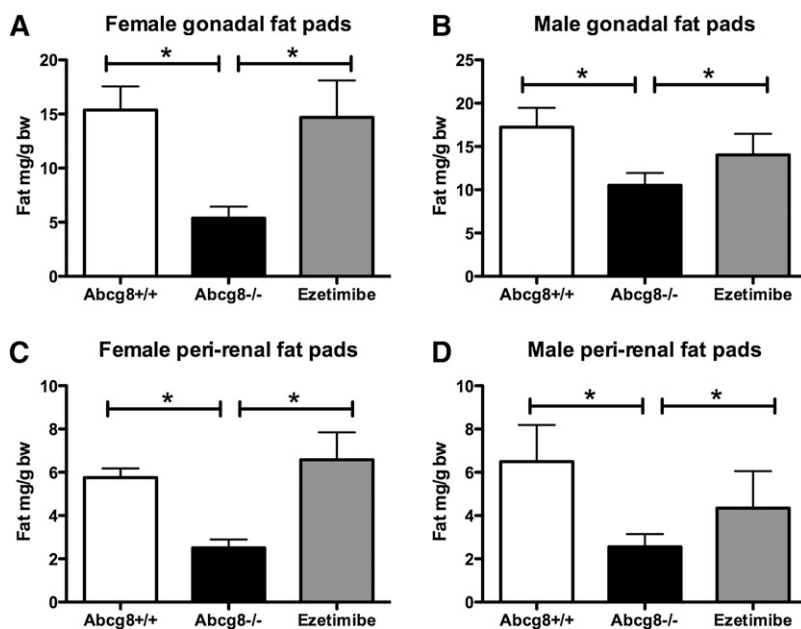 A
Female gonadal fat pads
Fat mg/g bw
20
15
10
5
0
*
*
Abcg8+/+
Abcg8-/-
Ezetimibe
B
Male gonadal fat pads
Fat mg/g bw
25
20
15
10
5
0
*
*
Abcg8+/+
Abcg8-/-
Ezetimibe
C
Female peri-renal fat pads
Fat mg/g bw
10
8
6
4
2
0
*
*
Abcg8+/+
Abcg8-/-
Ezetimibe
D
Male peri-renal fat pads
Fat mg/g bw
10
8
6
4
2
0
*
*
Abcg8+/+
Abcg8-/-
Ezetimibe